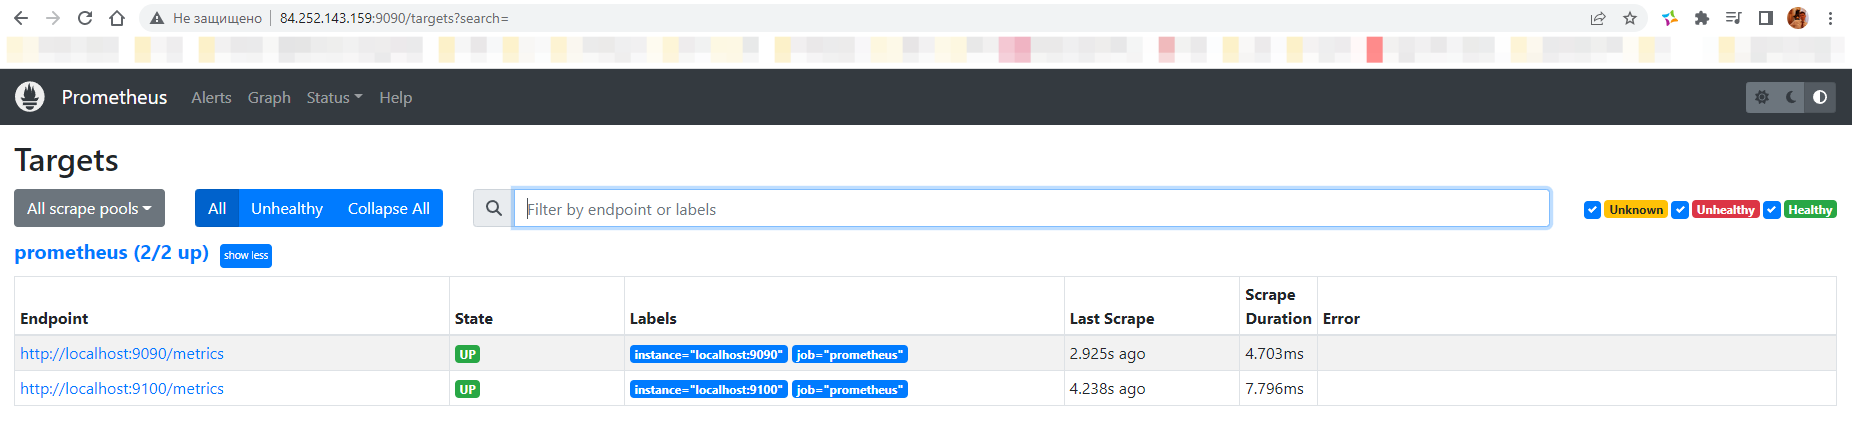 Не защищено 84.252.143.159:9090/targets?search=
Prometheus Alerts Graph Status Help
Targets
All scrape pools All Unhealthy Collapse All Filter by endpoint or labels Unknown Unhealthy Healthy
prometheus (2/2 up) show less
Endpoint State Labels Last Scrape Scrape Duration Error
http://localhost:9090/metrics UP instance="localhost:9090" job="prometheus" 2.925s ago 4.703ms
http://localhost:9100/metrics UP instance="localhost:9100" job="prometheus" 4.238s ago 7.796ms